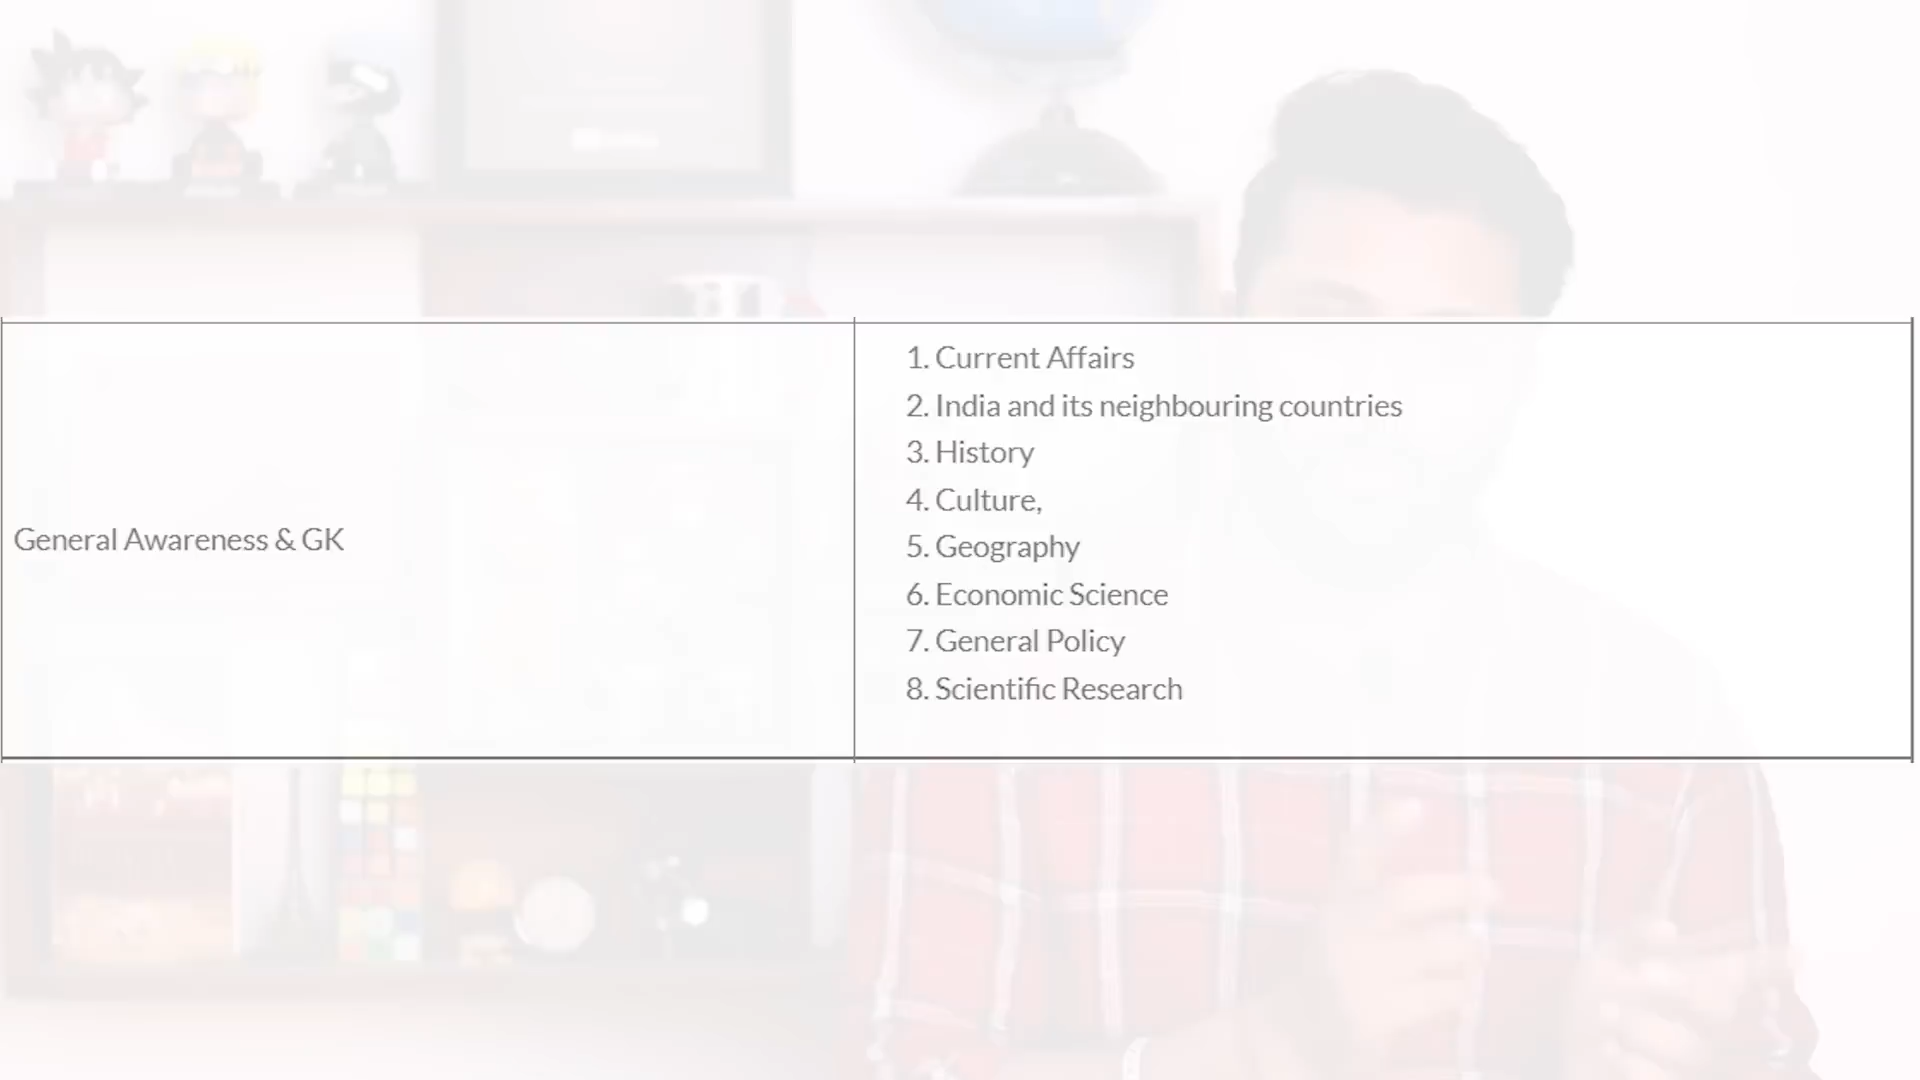 General Awareness & GK
1. Current Affairs
2. India and its neighbouring countries
3. History
4. Culture,
5. Geography
6. Economic Science
7. General Policy
8. Scientific Research